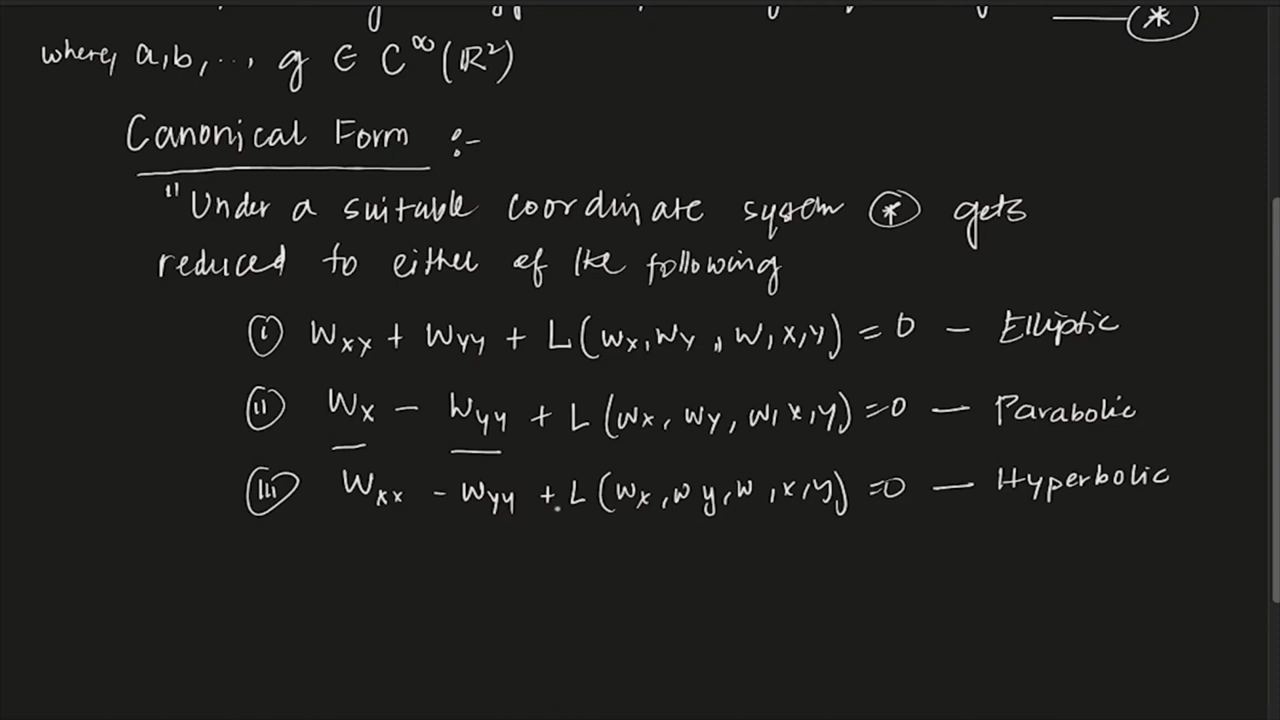 *
where, a,b, ..., g ∈ C^∞(ℝ²)
Canonical Form :-
"Under a suitable coordinate system (*) gets
reduced to either of the following
(i) w_xx + w_yy + L(w_x, w_y, w, x, y) = 0 - Elliptic
(ii) w_x - w_yy + L(w_x, w_y, w, x, y) = 0 - Parabolic
(iii) w_xx - w_yy + L(w_x, w_y, w, x, y) = 0 - Hyperbolic